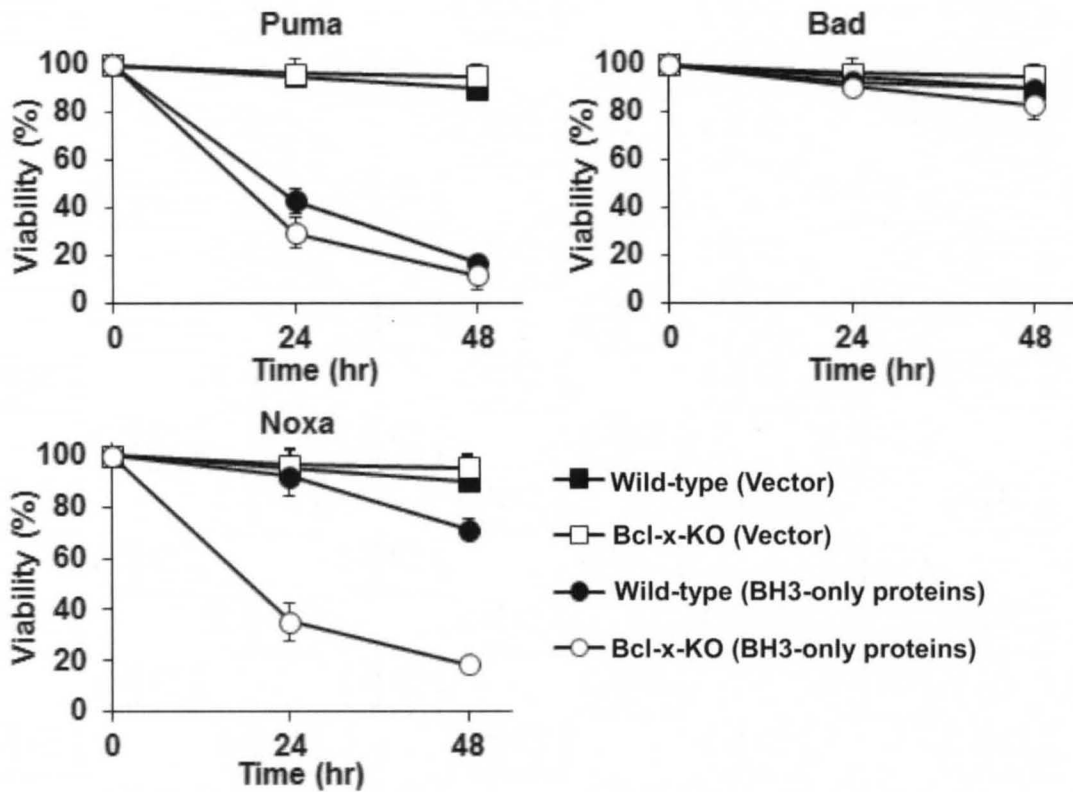 Puma
Viability (%)
100
80
60
40
20
0
0 24 48
Time (hr)
Bad
Viability (%)
100
80
60
40
20
0
0 24 48
Time (hr)
Noxa
Viability (%)
100
80
60
40
20
0
0 24 48
Time (hr)
Wild-type (Vector)
Bcl-x-KO (Vector)
Wild-type (BH3-only proteins)
Bcl-x-KO (BH3-only proteins)